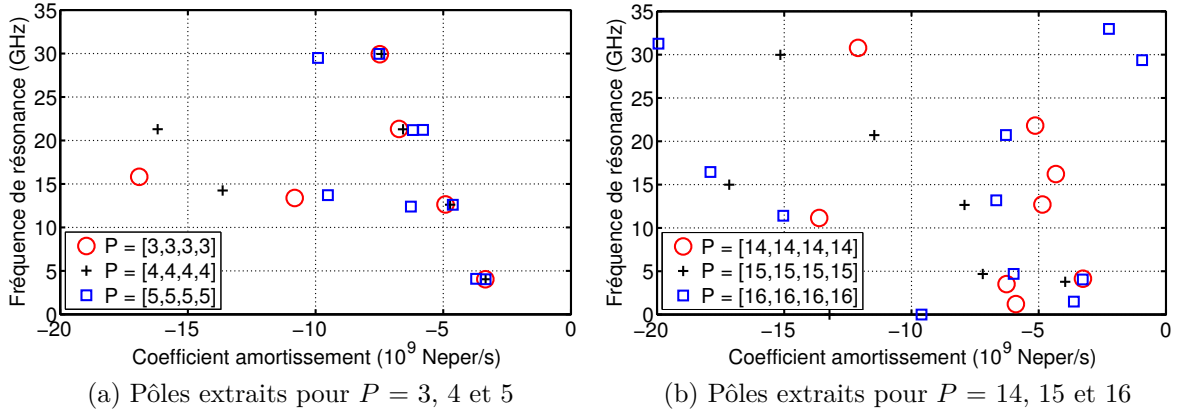 35
30
25
20
15
10
5
0
Fréquence de résonance (GHz)
P = [3,3,3,3]
P = [4,4,4,4]
P = [5,5,5,5]
−20 −15 −10 −5 0
Coefficient amortissement (10⁹ Neper/s)
(a) Pôles extraits pour P = 3, 4 et 5
35
30
25
20
15
10
5
0
Fréquence de résonance (GHz)
P = [14,14,14,14]
P = [15,15,15,15]
P = [16,16,16,16]
−20 −15 −10 −5 0
Coefficient amortissement (10⁹ Neper/s)
(b) Pôles extraits pour P = 14, 15 et 16